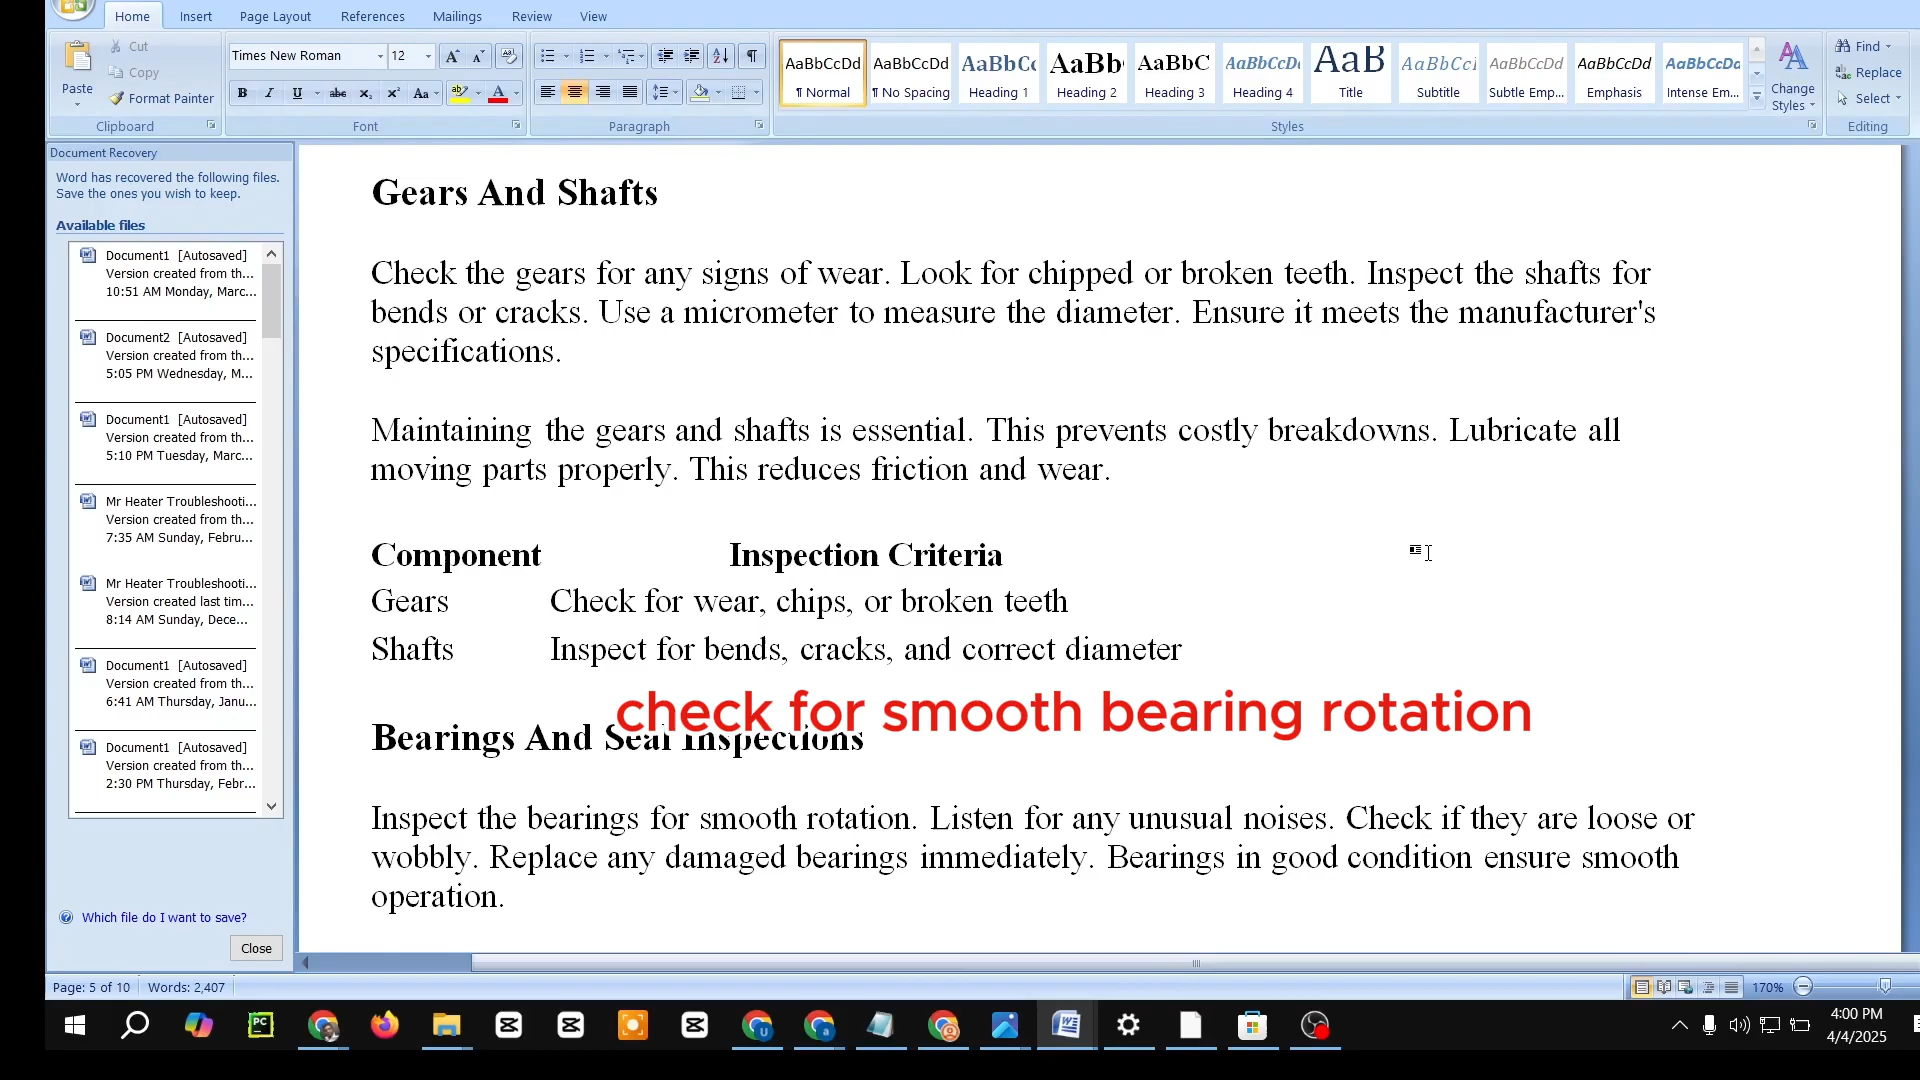 Home Insert Page Layout References Mailings Review View
Cut
Copy
Format Painter
Paste
Clipboard
Times New Roman 12
Font
Paragraph
AaBbCcDd AaBbCcDd AaBbCc AaBb AaBbC AaBbCcDd AaB AaBbCcl AaBbCcDd AaBbCcDd AaBbCcDd
¶ Normal ¶ No Spacing Heading 1 Heading 2 Heading 3 Heading 4 Title Subtitle Subtle Emp... Emphasis Intense Em...
Change
Styles
Styles
Find
Replace
Select
Editing
Document Recovery
Word has recovered the following files.
Save the ones you wish to keep.
Available files
Document1 [Autosaved]
Version created from th...
10:51 AM Monday, Marc...
Document2 [Autosaved]
Version created from th...
5:05 PM Wednesday, M...
Document1 [Autosaved]
Version created from th...
5:10 PM Tuesday, Marc...
Mr Heater Troubleshooti...
Version created from th...
7:35 AM Sunday, Febru...
Mr Heater Troubleshooti...
Version created last tim...
8:14 AM Sunday, Dece...
Document1 [Autosaved]
Version created from th...
6:41 AM Thursday, Janu...
Document1 [Autosaved]
Version created from th...
2:30 PM Thursday, Febr...
Which file do I want to save?
Close
Gears And Shafts
Check the gears for any signs of wear. Look for chipped or broken teeth. Inspect the shafts for
bends or cracks. Use a micrometer to measure the diameter. Ensure it meets the manufacturer's
specifications.
Maintaining the gears and shafts is essential. This prevents costly breakdowns. Lubricate all
moving parts properly. This reduces friction and wear.
Component Inspection Criteria
Gears Check for wear, chips, or broken teeth
Shafts Inspect for bends, cracks, and correct diameter
check for smooth bearing rotation
Bearings And Seal Inspections
Inspect the bearings for smooth rotation. Listen for any unusual noises. Check if they are loose or
wobbly. Replace any damaged bearings immediately. Bearings in good condition ensure smooth
operation.
Page: 5 of 10 Words: 2,407
170%
4:00 PM
4/4/2025